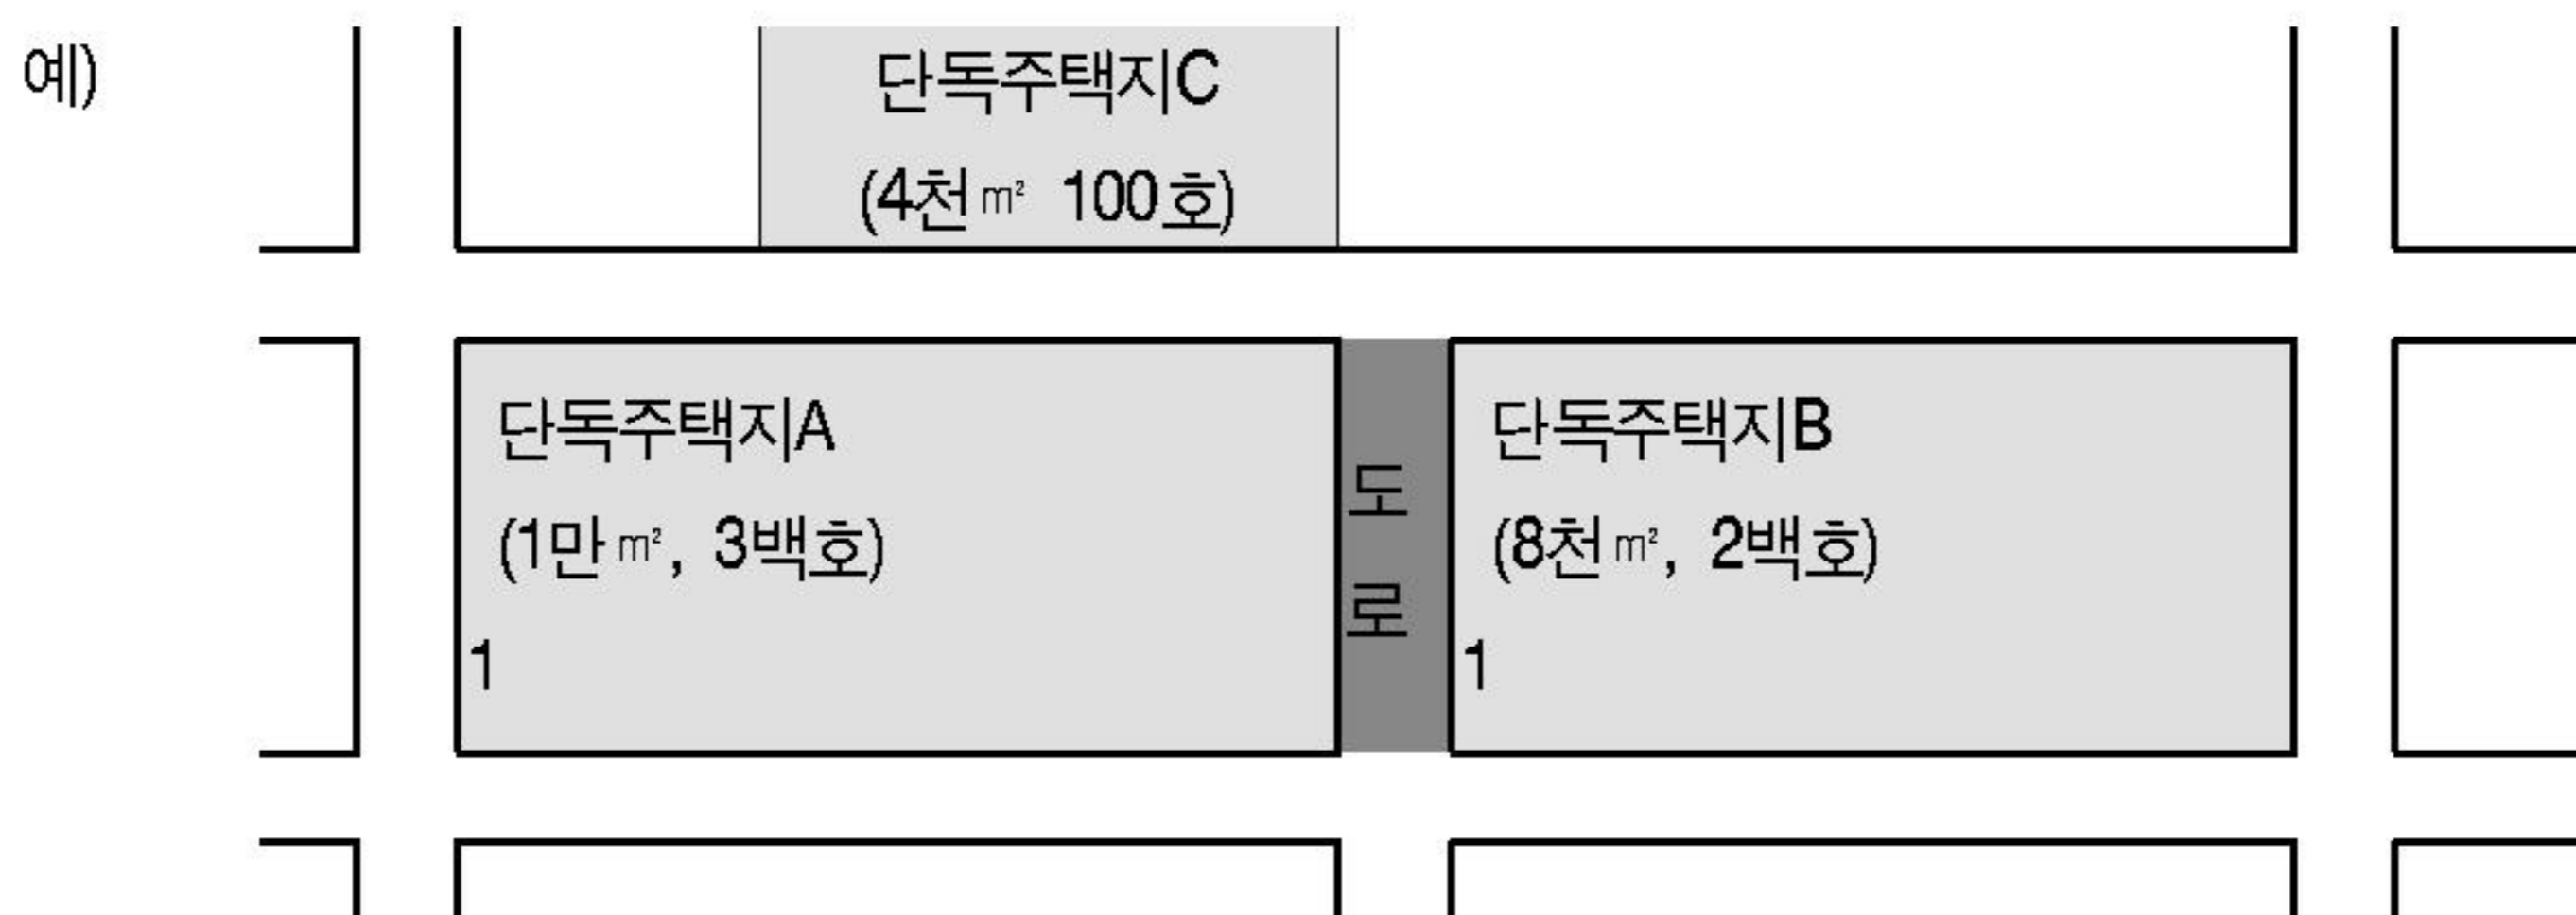 예)
단독주택지C
(4천㎡ 100호)
단독주택지A
(1만㎡, 3백호)
1
도로
단독주택지B
(8천㎡, 2백호)
1